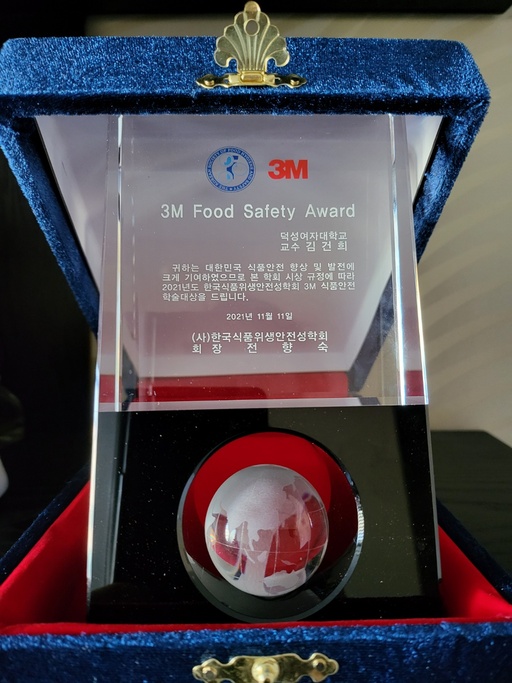 3M
3M Food Safety Award
덕성여자대학교
교수 김 건 희
귀하는 대한민국 식품안전 향상 및 발전에
크게 기여하였으므로 본 학회 시상 규정에 따라
2021년도 한국식품위생안전성학회 3M 식품안전
학술대상을 드립니다.
2021년 11월 11일
(사)한국식품위생안전성학회
회 장 전 향 숙